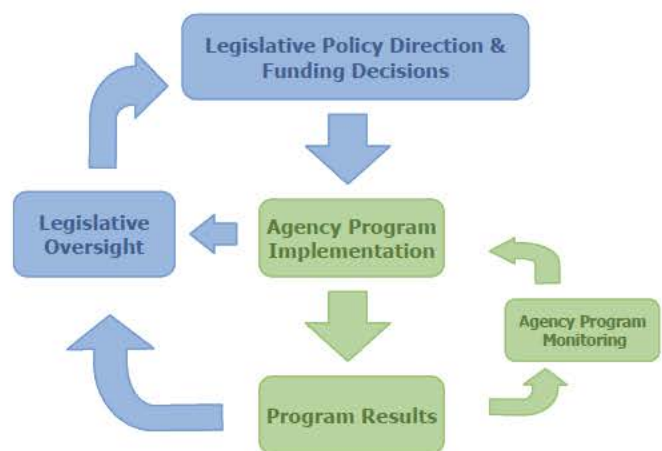 Legislative Policy Direction &
Funding Decisions
Legislative
Oversight
Agency Program
Implementation
Agency Program
Monitoring
Program Results